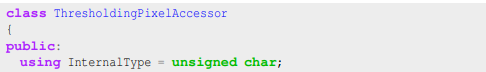 class ThresholdingPixelAccessor
{
public:
  using InternalType = unsigned char;